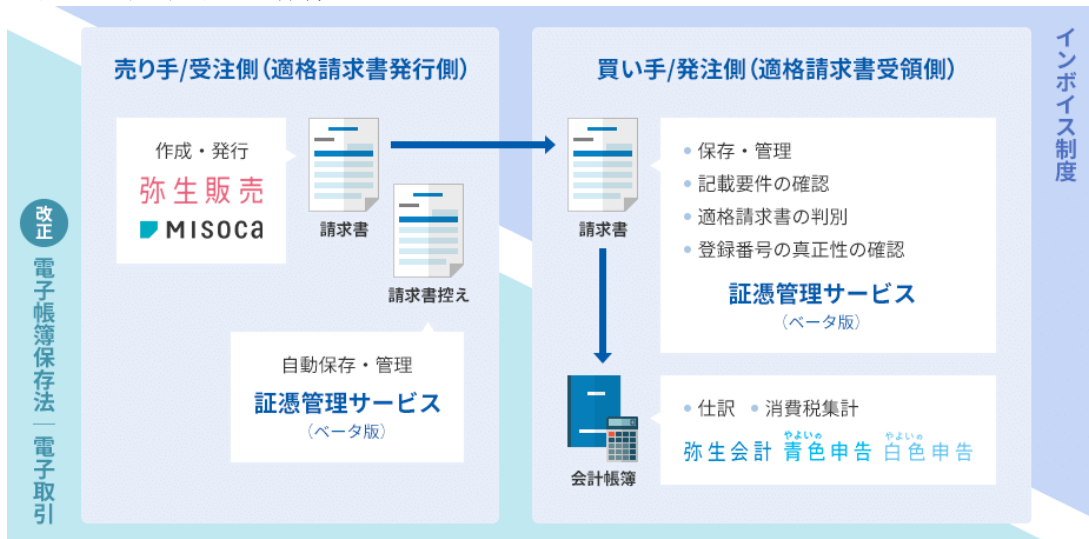 売り手/受注側（適格請求書発行側）
作成・発行
弥生販売
MISOCA
請求書
請求書控え
自動保存・管理
証憑管理サービス
（ベータ版）
買い手/発注側（適格請求書受領側）
請求書
• 保存・管理
• 記載要件の確認
• 適格請求書の判別
• 登録番号の真正性の確認
証憑管理サービス
（ベータ版）
会計帳簿
• 仕訳 • 消費税集計
やよいの やよいの
弥生会計 青色申告 白色申告
インボイス制度
改正
電子帳簿保存法｜電子取引